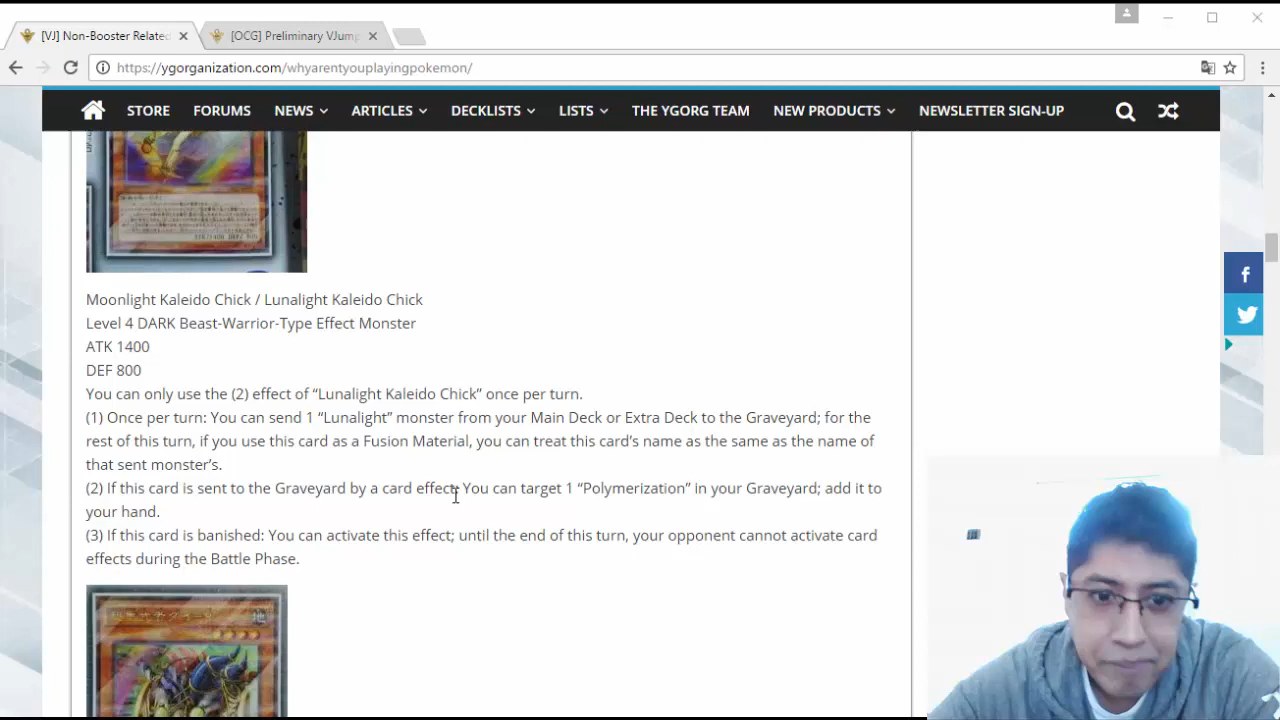 [VJ] Non-Booster Related
[OCG] Preliminary VJump
https://ygorganization.com/whyarentyouplayingpokemon/
STORE FORUMS NEWS ARTICLES DECKLISTS LISTS THE YGORG TEAM NEW PRODUCTS NEWSLETTER SIGN-UP
Moonlight Kaleido Chick / Lunalight Kaleido Chick
Level 4 DARK Beast-Warrior-Type Effect Monster
ATK 1400
DEF 800
You can only use the (2) effect of “Lunalight Kaleido Chick” once per turn.
(1) Once per turn: You can send 1 “Lunalight” monster from your Main Deck or Extra Deck to the Graveyard; for the
rest of this turn, if you use this card as a Fusion Material, you can treat this card’s name as the same as the name of
that sent monster’s.
(2) If this card is sent to the Graveyard by a card effect: You can target 1 “Polymerization” in your Graveyard; add it to
your hand.
(3) If this card is banished: You can activate this effect; until the end of this turn, your opponent cannot activate card
effects during the Battle Phase.